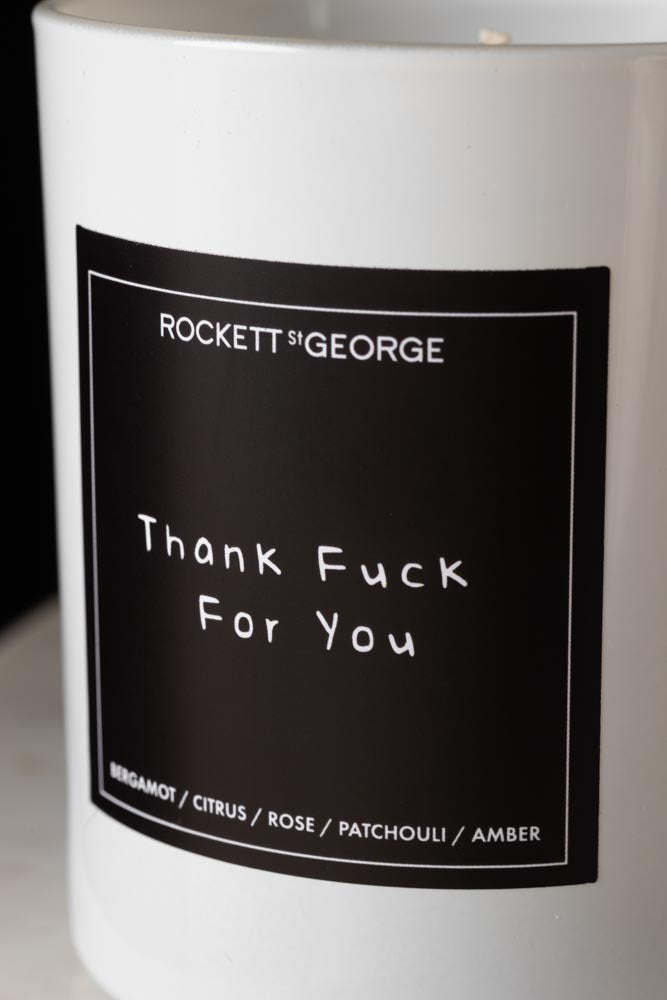 ROCKETT St GEORGE
Thank Fuck
For You
BERGAMOT / CITRUS / ROSE / PATCHOULI / AMBER